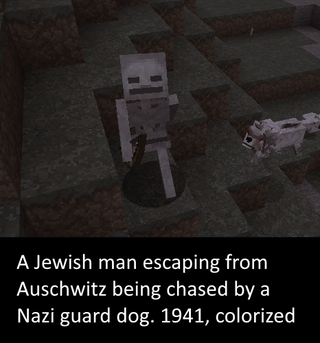 A Jewish man escaping from
Auschwitz being chased by a
Nazi guard dog. 1941, colorized